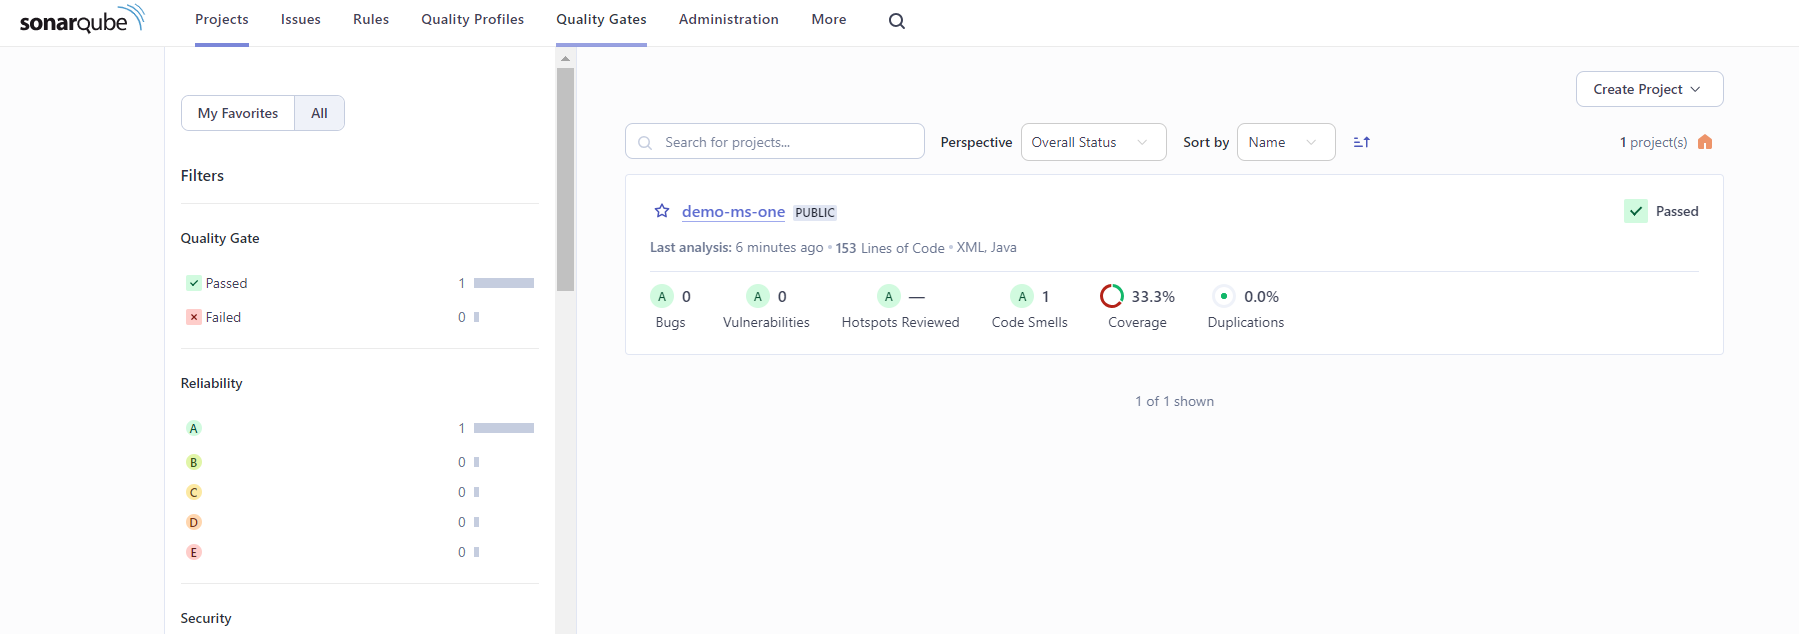 sonarqube
Projects Issues Rules Quality Profiles Quality Gates Administration More
My Favorites All
Filters
Quality Gate
Passed 1
Failed 0
Reliability
A 1
B 0
C 0
D 0
E 0
Security
Create Project
Search for projects... Perspective Overall Status Sort by Name 1 project(s)
demo-ms-one PUBLIC Passed
Last analysis: 6 minutes ago • 153 Lines of Code • XML, Java
A 0 A 0 A — A 1 33.3% 0.0%
Bugs Vulnerabilities Hotspots Reviewed Code Smells Coverage Duplications
1 of 1 shown